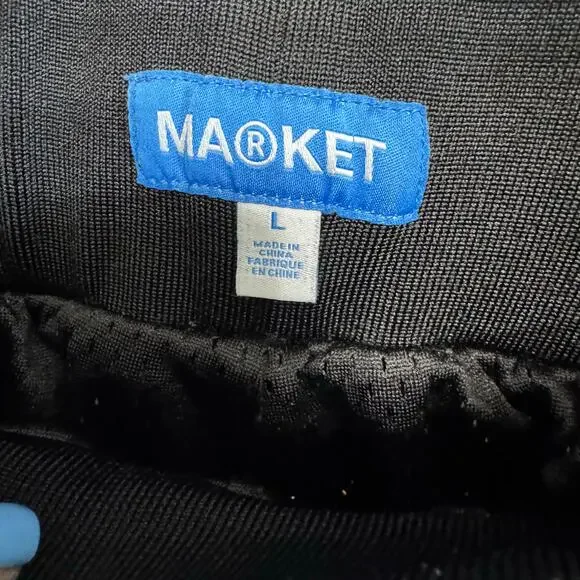 MA®KET
L
MADE IN
CHINA
FABRIQUE
EN CHINE